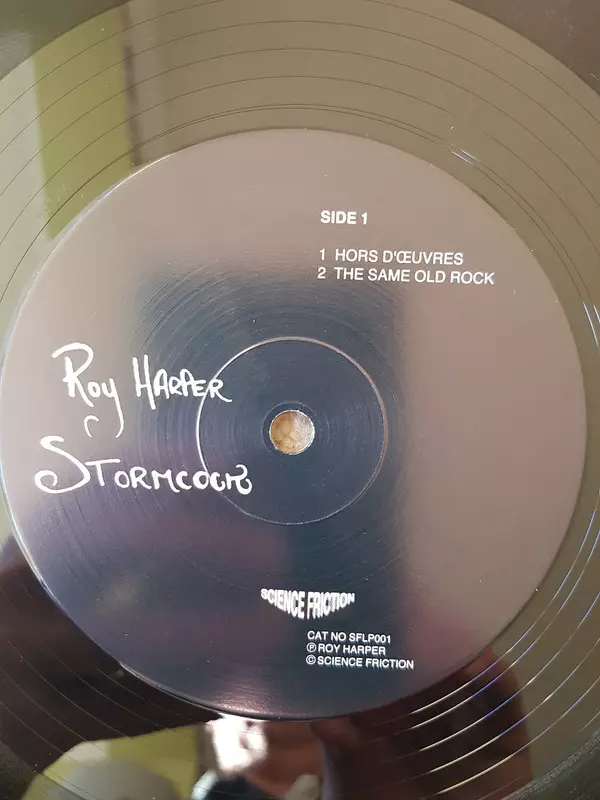 SIDE 1
1 HORS D'ŒUVRES
2 THE SAME OLD ROCK
Roy HARPER
STORMCOCK
SCIENCE FRICTION
CAT NO SFLP001
Ⓟ ROY HARPER
© SCIENCE FRICTION